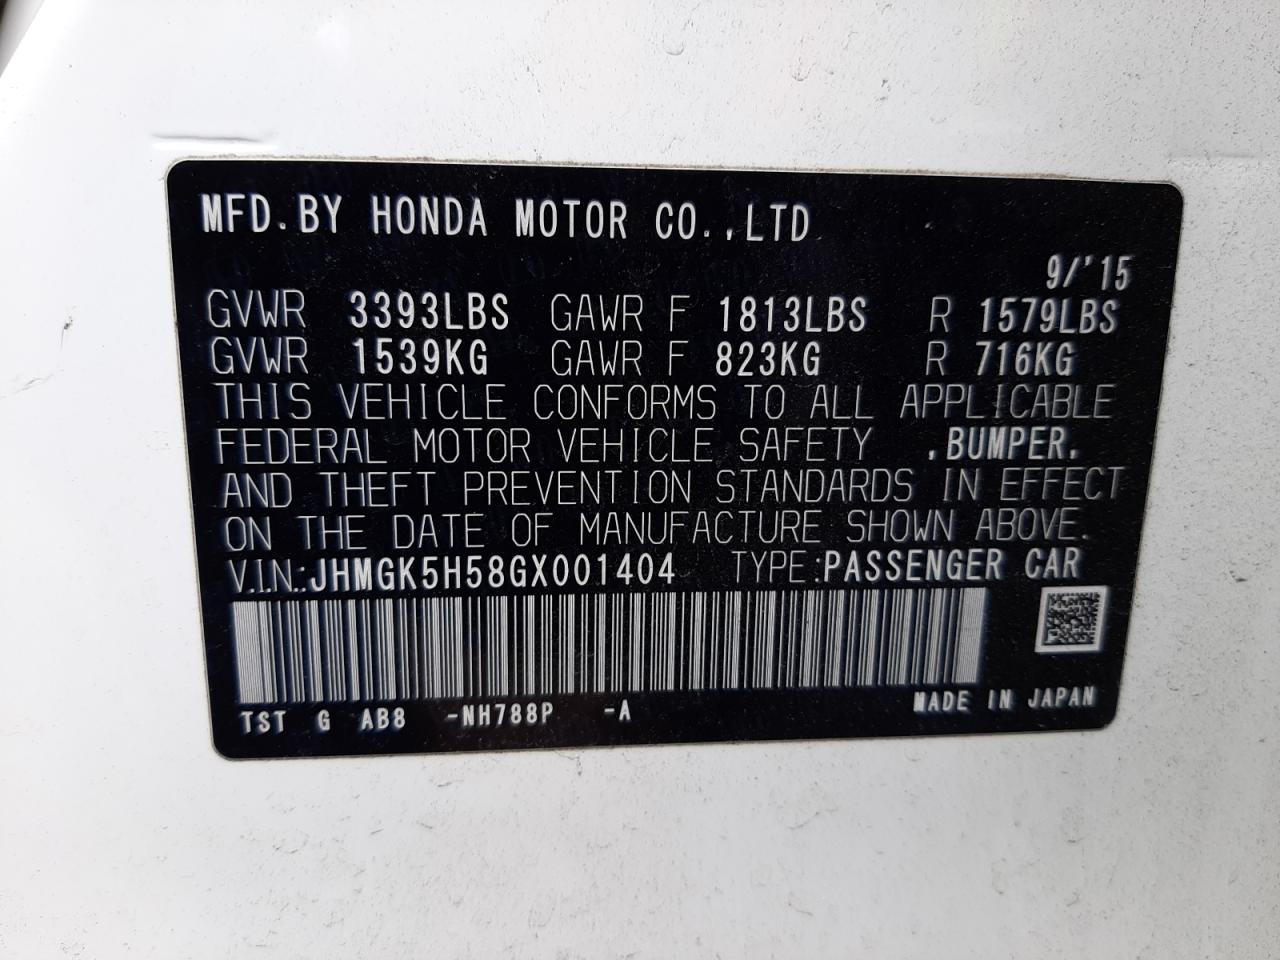 MFD.BY HONDA MOTOR CO.,LTD
9/'15
GVWR 3393LBS GAWR F 1813LBS R 1579LBS
GVWR 1539KG GAWR F 823KG R 716KG
THIS VEHICLE CONFORMS TO ALL APPLICABLE
FEDERAL MOTOR VEHICLE SAFETY ,BUMPER,
AND THEFT PREVENTION STANDARDS IN EFFECT
ON THE DATE OF MANUFACTURE SHOWN ABOVE.
V.I.N.:JHMGK5H58GX001404 TYPE:PASSENGER CAR
TST G AB8 -NH788P -A MADE IN JAPAN